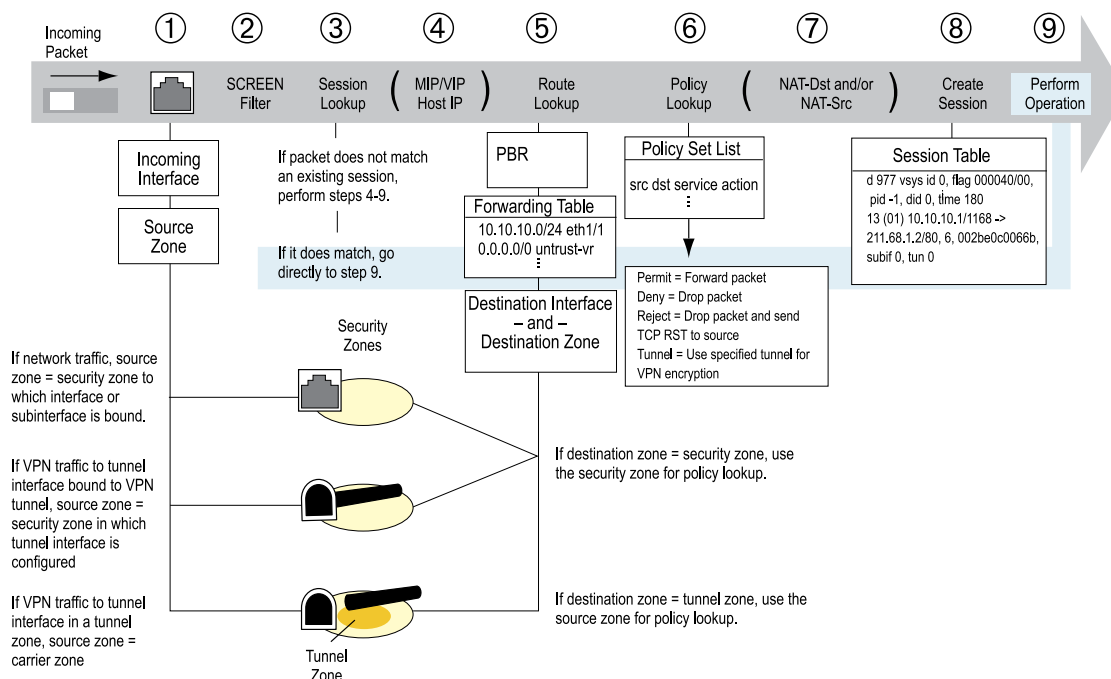 Incoming
Packet
①
②
③
④
⑤
⑥
⑦
⑧
⑨
SCREEN
Filter
Session
Lookup
( MIP/VIP
Host IP )
Route
Lookup
Policy
Lookup
( NAT-Dst and/or
NAT-Src )
Create
Session
Perform
Operation
Incoming
Interface
Source
Zone
If packet does not match
an existing session,
perform steps 4-9.
If it does match, go
directly to step 9.
PBR
Forwarding Table
10.10.10.0/24 eth1/1
0.0.0.0/0 untrust-vr
⋮
Destination Interface
– and –
Destination Zone
Policy Set List
src dst service action
⋮
Permit = Forward packet
Deny = Drop packet
Reject = Drop packet and send
TCP RST to source
Tunnel = Use specified tunnel for
VPN encryption
Session Table
d 977 vsys id 0, flag 000040/00,
pid -1, did 0, time 180
13 (01) 10.10.10.1/1168 ->
211.68.1.2/80, 6, 002be0c0066b,
subif 0, tun 0
Security
Zones
If network traffic, source
zone = security zone to
which interface or
subinterface is bound.
If VPN traffic to tunnel
interface bound to VPN
tunnel, source zone =
security zone in which
tunnel interface is
configured
If VPN traffic to tunnel
interface in a tunnel
zone, source zone =
carrier zone
If destination zone = security zone, use
the security zone for policy lookup.
If destination zone = tunnel zone, use the
source zone for policy lookup.
Tunnel
Zone